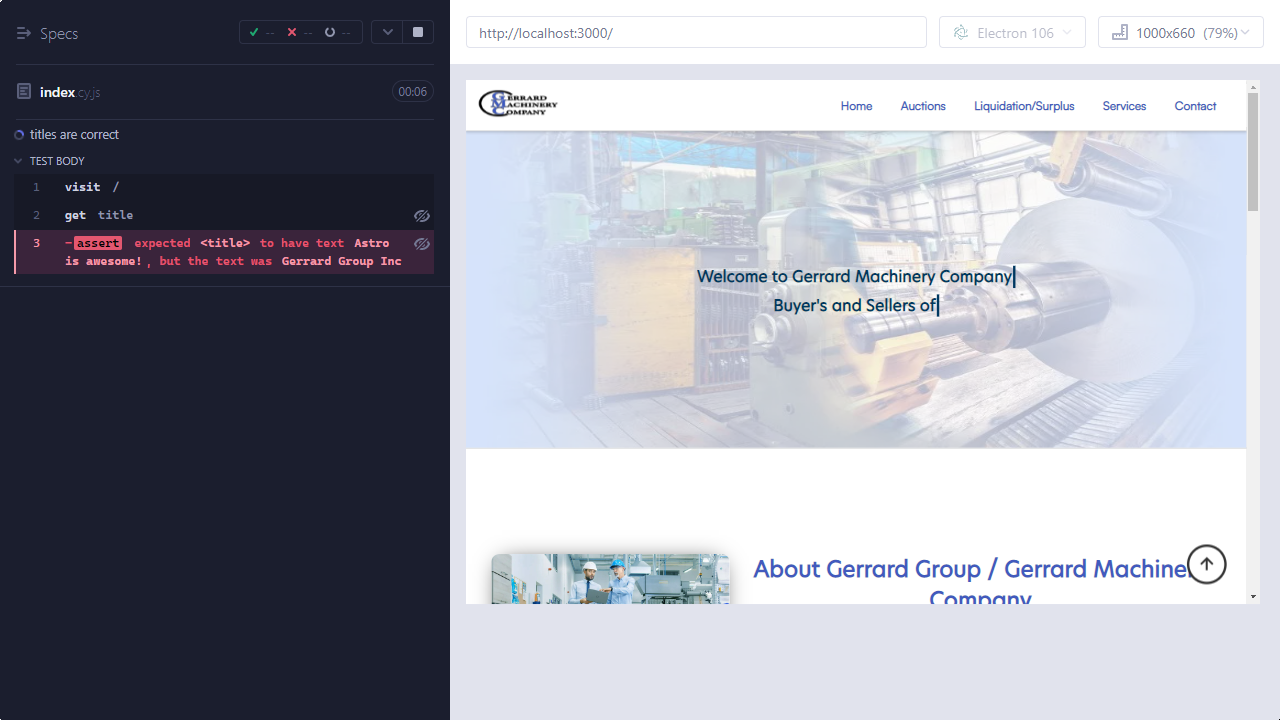 Specs
-- -- --
index.cy.js
00:06
titles are correct
TEST BODY
1 visit /
2 get title
3 -assert expected <title> to have text Astro
is awesome!, but the text was Gerrard Group Inc
http://localhost:3000/
Electron 106
1000x660 (79%)
GERRARD
MACHINERY
COMPANY
Home
Auctions
Liquidation/Surplus
Services
Contact
Welcome to Gerrard Machinery Company
Buyer's and Sellers of
About Gerrard Group / Gerrard Machine
Company